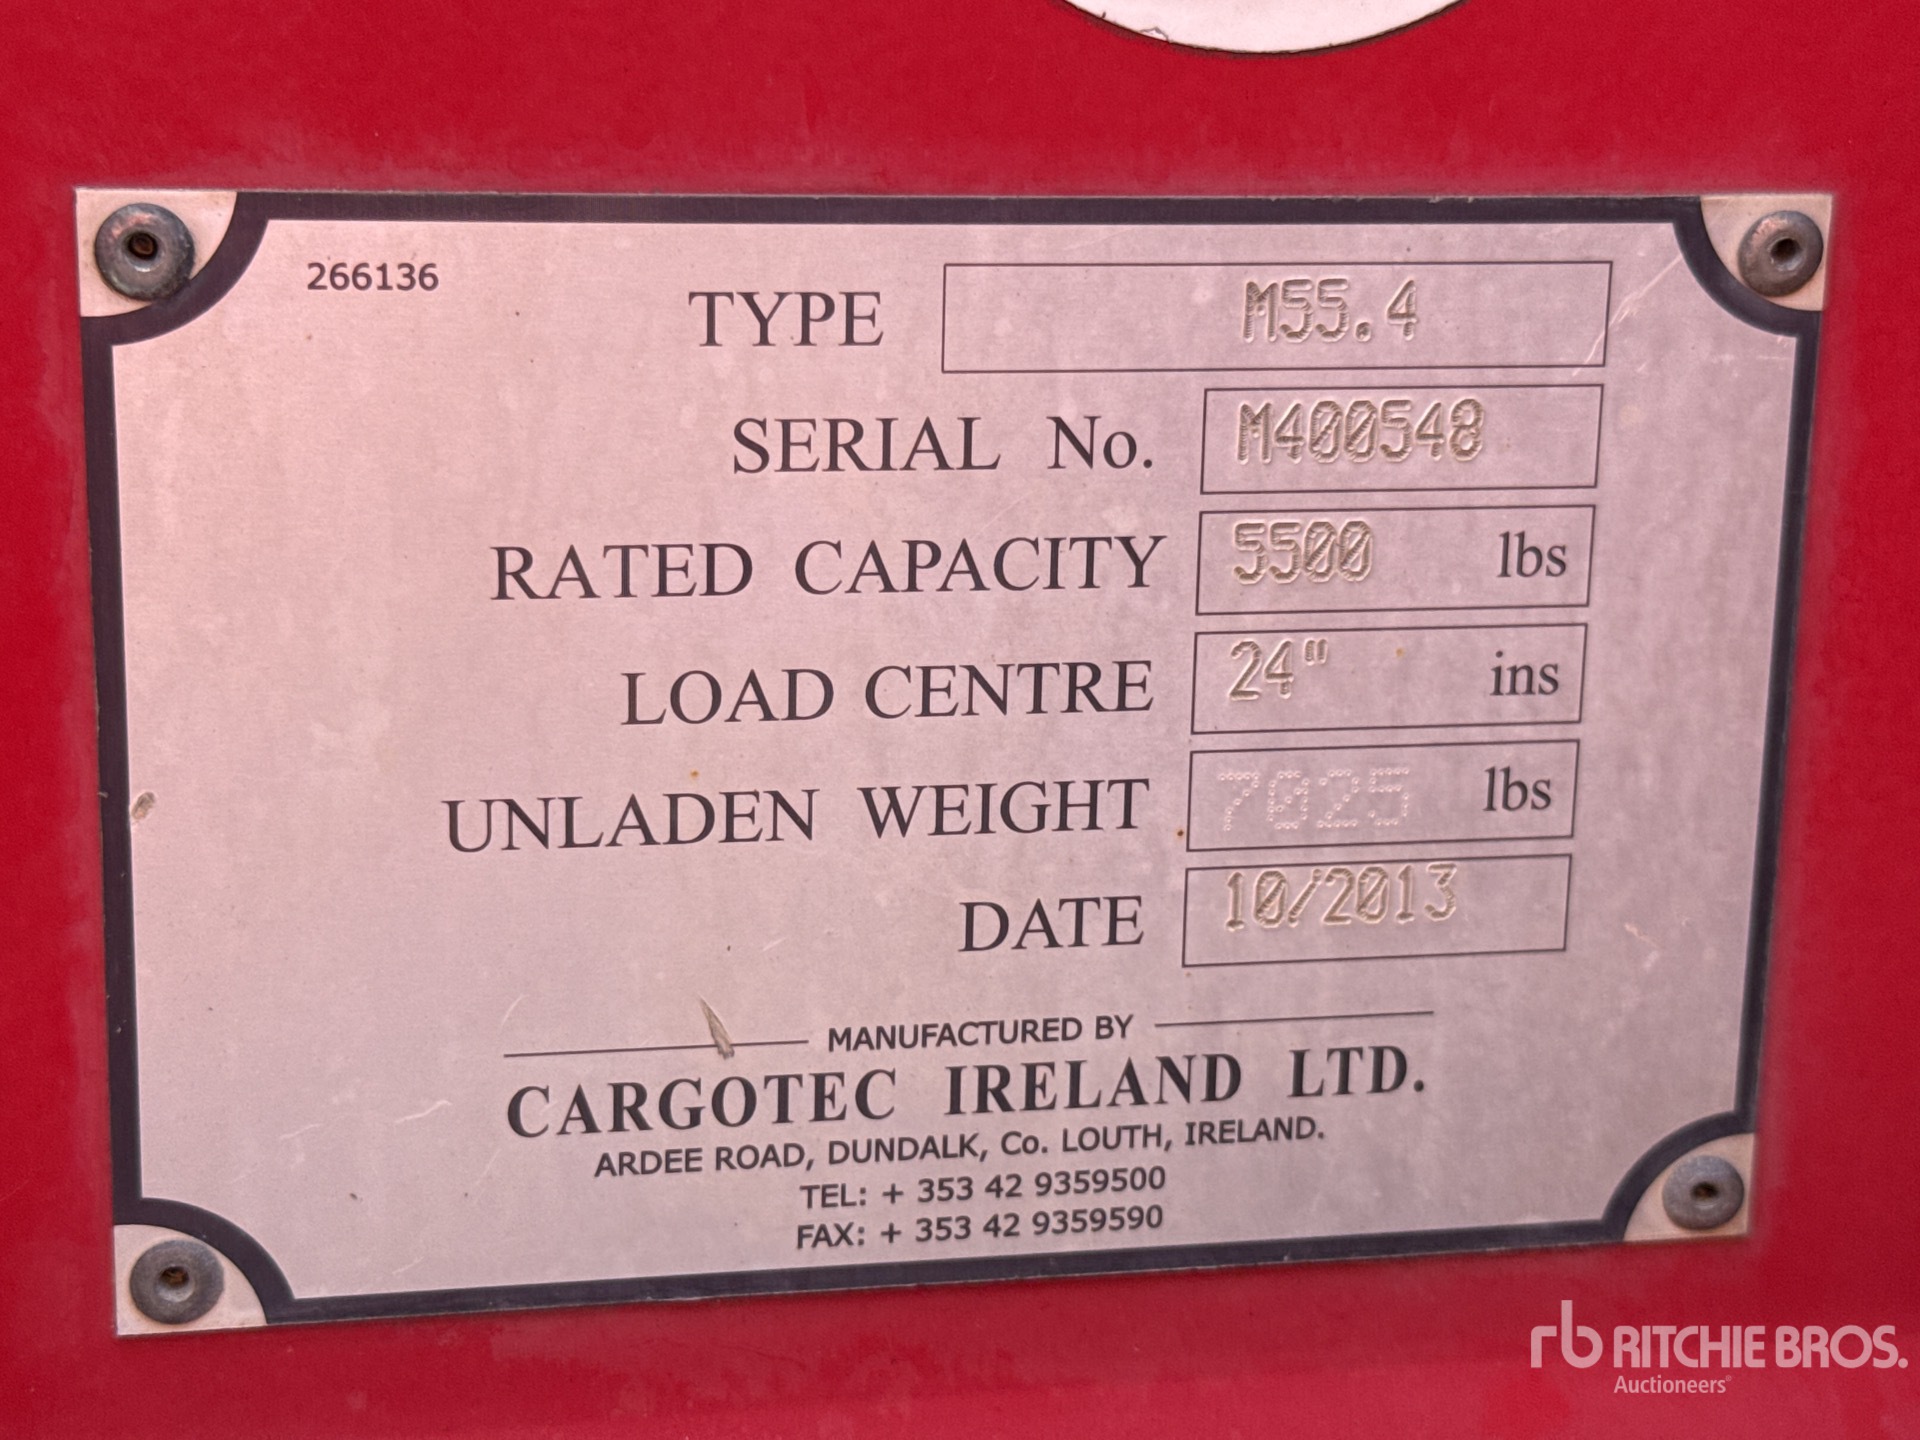 266136
TYPE M55.4
SERIAL No. M400548
RATED CAPACITY 5500 lbs
LOAD CENTRE 24" ins
UNLADEN WEIGHT 7025 lbs
DATE 10/2013
MANUFACTURED BY
CARGOTEC IRELAND LTD.
ARDEE ROAD, DUNDALK, Co. LOUTH, IRELAND.
TEL: + 353 42 9359500
FAX: + 353 42 9359590
rb RITCHIE BROS.
Auctioneers